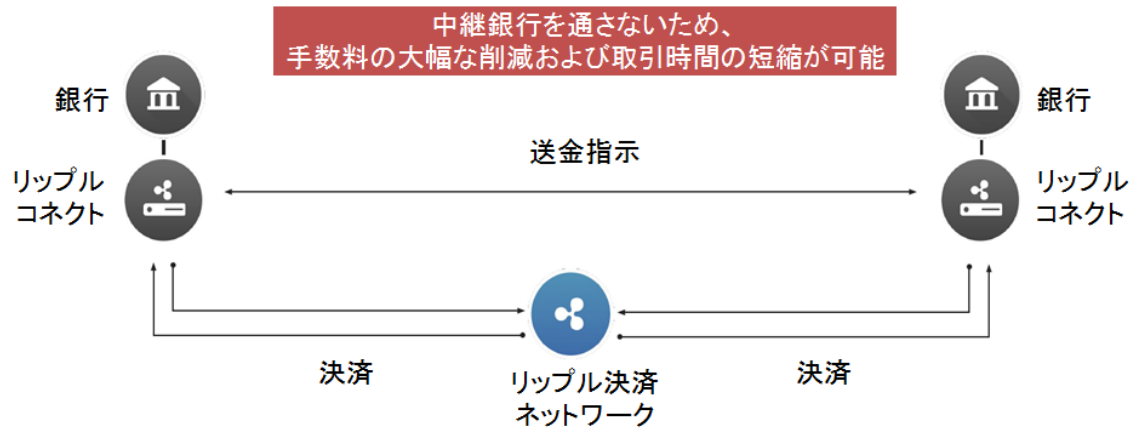 中継銀行を通さないため、
手数料の大幅な削減および取引時間の短縮が可能
銀行
銀行
送金指示
リップル
コネクト
リップル
コネクト
決済
決済
リップル決済
ネットワーク